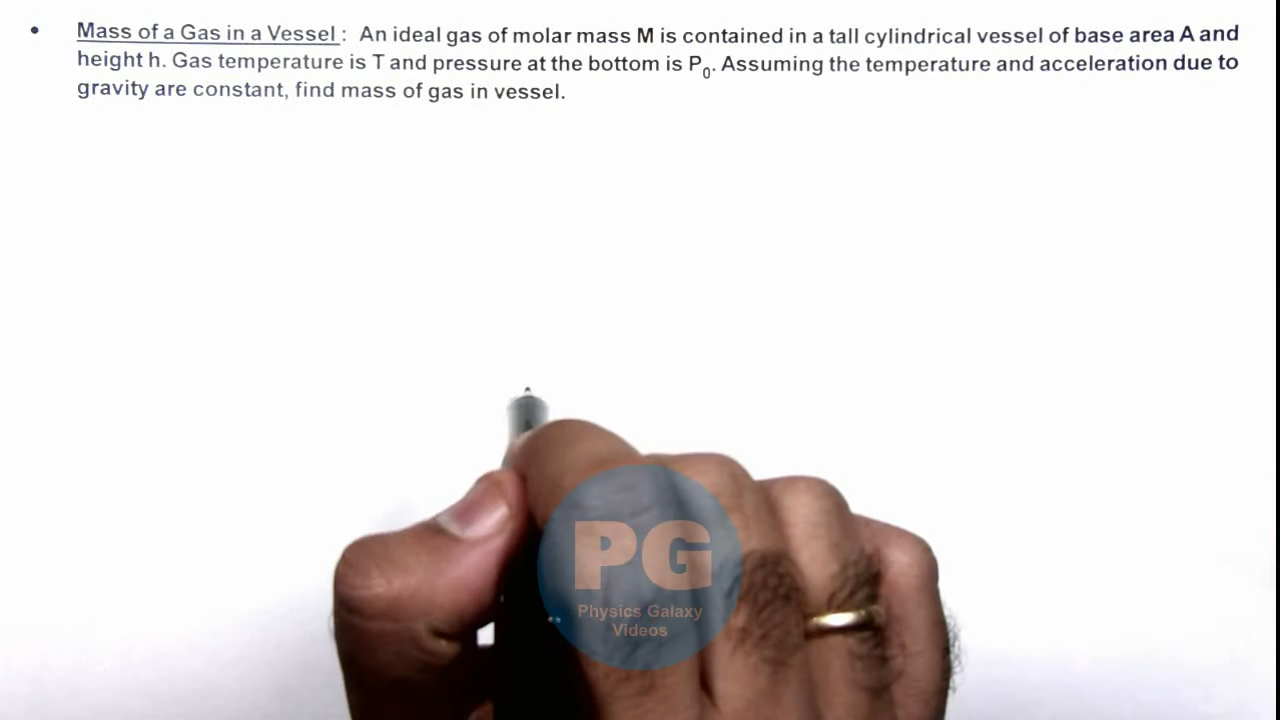 • Mass of a Gas in a Vessel : An ideal gas of molar mass M is contained in a tall cylindrical vessel of base area A and
height h. Gas temperature is T and pressure at the bottom is P₀. Assuming the temperature and acceleration due to
gravity are constant, find mass of gas in vessel.
PG
Physics Galaxy
Videos